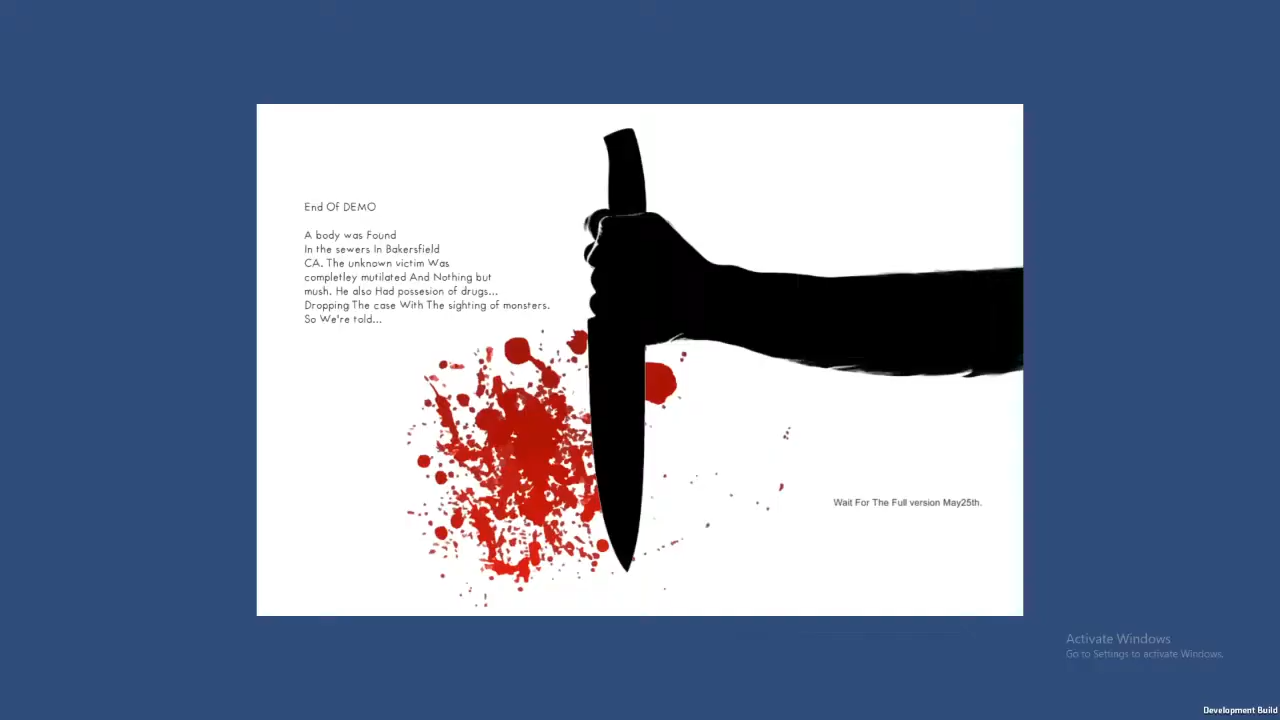 End Of DEMO
A body was Found
In the sewers In Bakersfield
CA. The unknown victim Was
completley mutilated And Nothing but
mush. He also Had possesion of drugs...
Dropping The case With The sighting of monsters.
So We're told...
Wait For The Full version May25th.
Activate Windows
Go to Settings to activate Windows.
Development Build